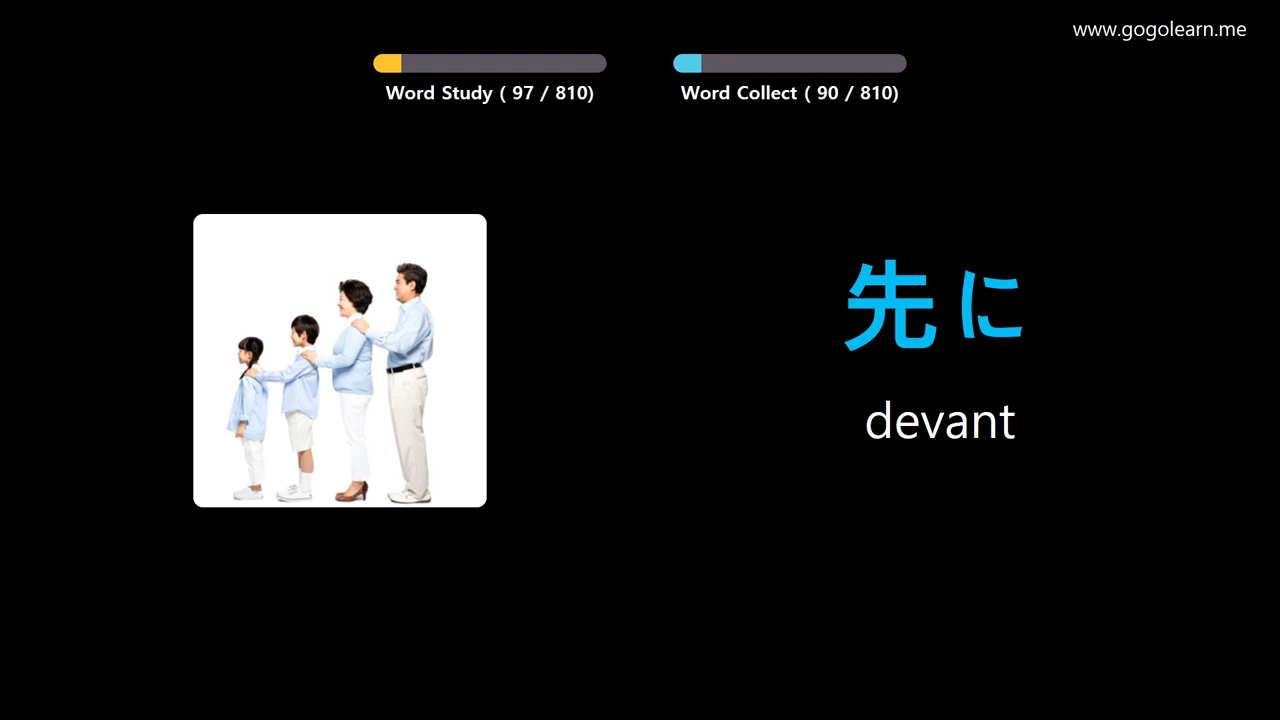 www.gogolearn.me
Word Study ( 97 / 810)
Word Collect ( 90 / 810)
先に
devant